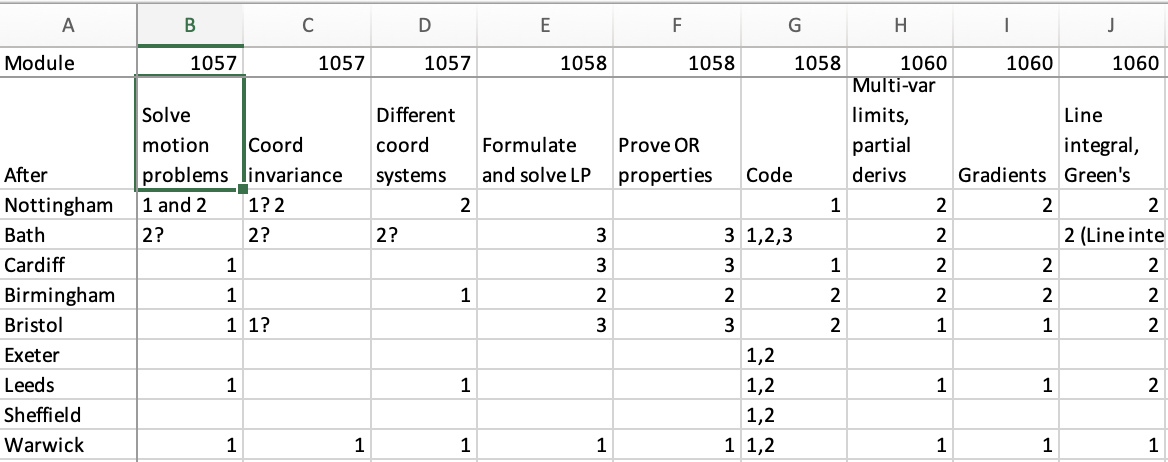 A B C D E F G H I J
Module 1057 1057 1057 1058 1058 1058 1060 1060 1060
Multi-var
Solve Different limits, Line
motion Coord coord Formulate Prove OR partial integral,
After problems invariance systems and solve LP properties Code derivs Gradients Green's
Nottingham 1 and 2 1? 2 2 1 2 2 2
Bath 2? 2? 2? 3 3 1,2,3 2 2 (Line inte
Cardiff 1 3 3 1 2 2 2
Birmingham 1 1 2 2 2 2 2 2
Bristol 1 1? 3 3 2 1 1 2
Exeter 1,2
Leeds 1 1 1,2 1 1 2
Sheffield 1,2
Warwick 1 1 1 1 1 1,2 1 1 1